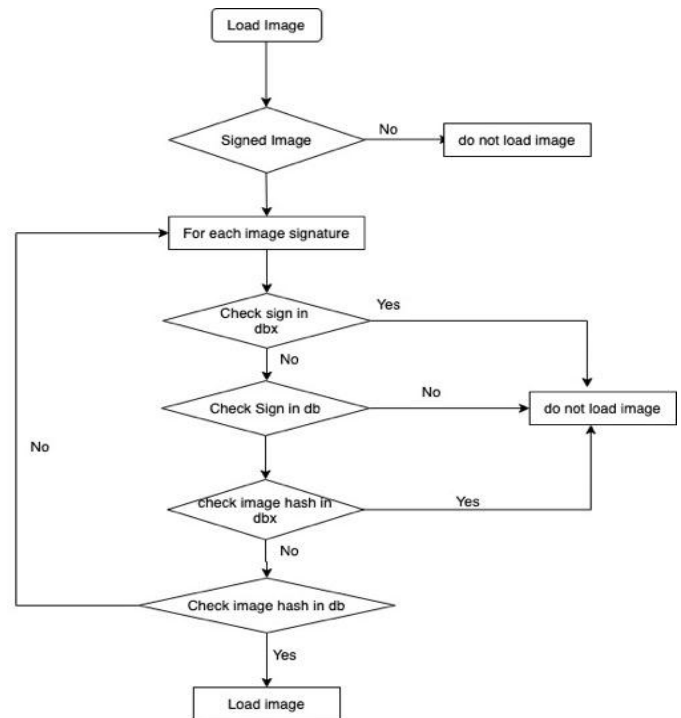 Load Image
Signed Image
No
do not load image
For each image signature
Check sign in
dbx
Yes
No
Check Sign in db
No
do not load image
No
check image hash in
dbx
Yes
No
Check image hash in db
Yes
Load image